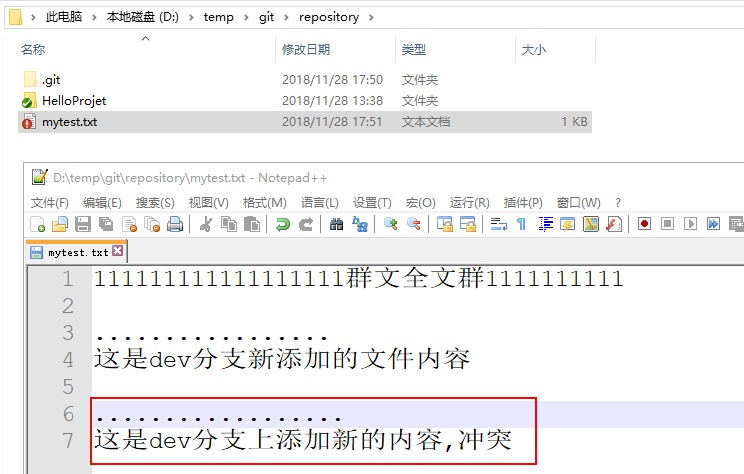 此电脑 > 本地磁盘 (D:) > temp > git > repository >
名称 修改日期 类型 大小
.git 2018/11/28 17:50 文件夹
HelloProjet 2018/11/28 13:38 文件夹
mytest.txt 2018/11/28 17:51 文本文档 1 KB
D:\temp\git\repository\mytest.txt - Notepad++
文件(F) 编辑(E) 搜索(S) 视图(V) 格式(M) 语言(L) 设置(T) 宏(O) 运行(R) 插件(P) 窗口(W) ?
mytest.txt
1 1111111111111111111111群文全文群1111111111
2
3 .................
4 这是dev分支新添加的文件内容
5
6 ..................
7 这是dev分支上添加新的内容,冲突